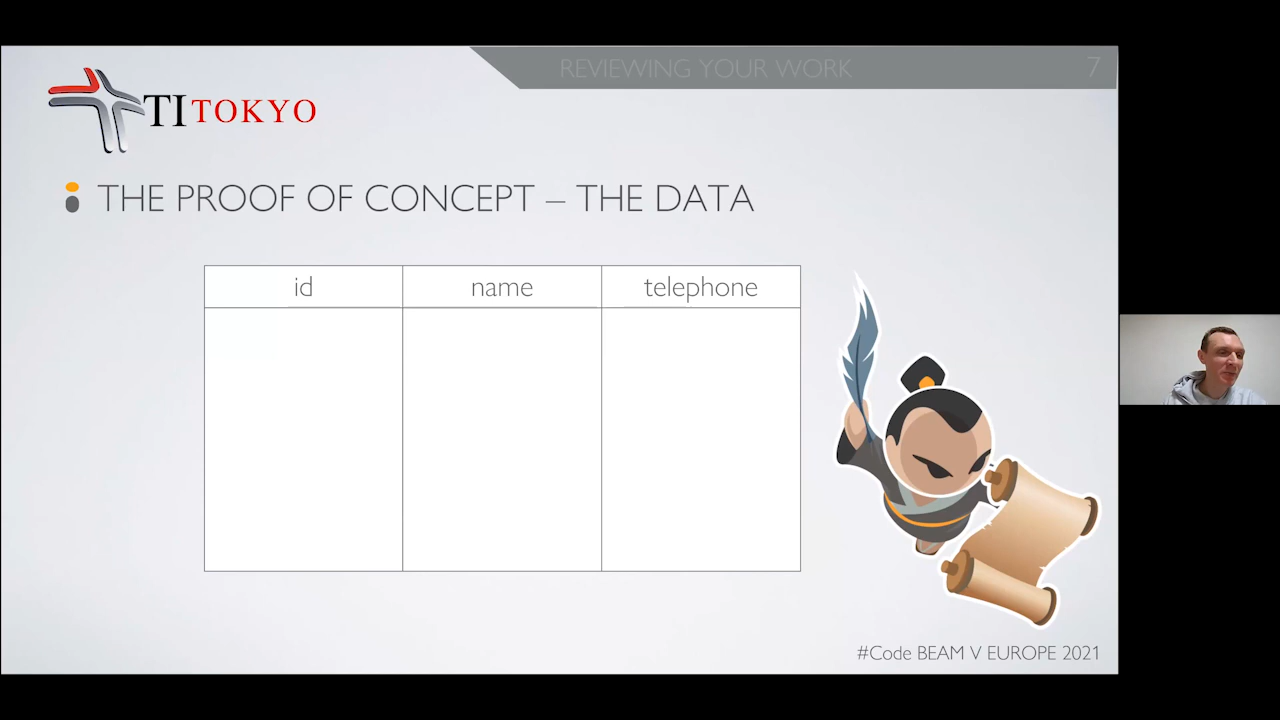 REVIEWING YOUR WORK 7
TI TOKYO
THE PROOF OF CONCEPT – THE DATA
id name telephone
#Code BEAM V EUROPE 2021